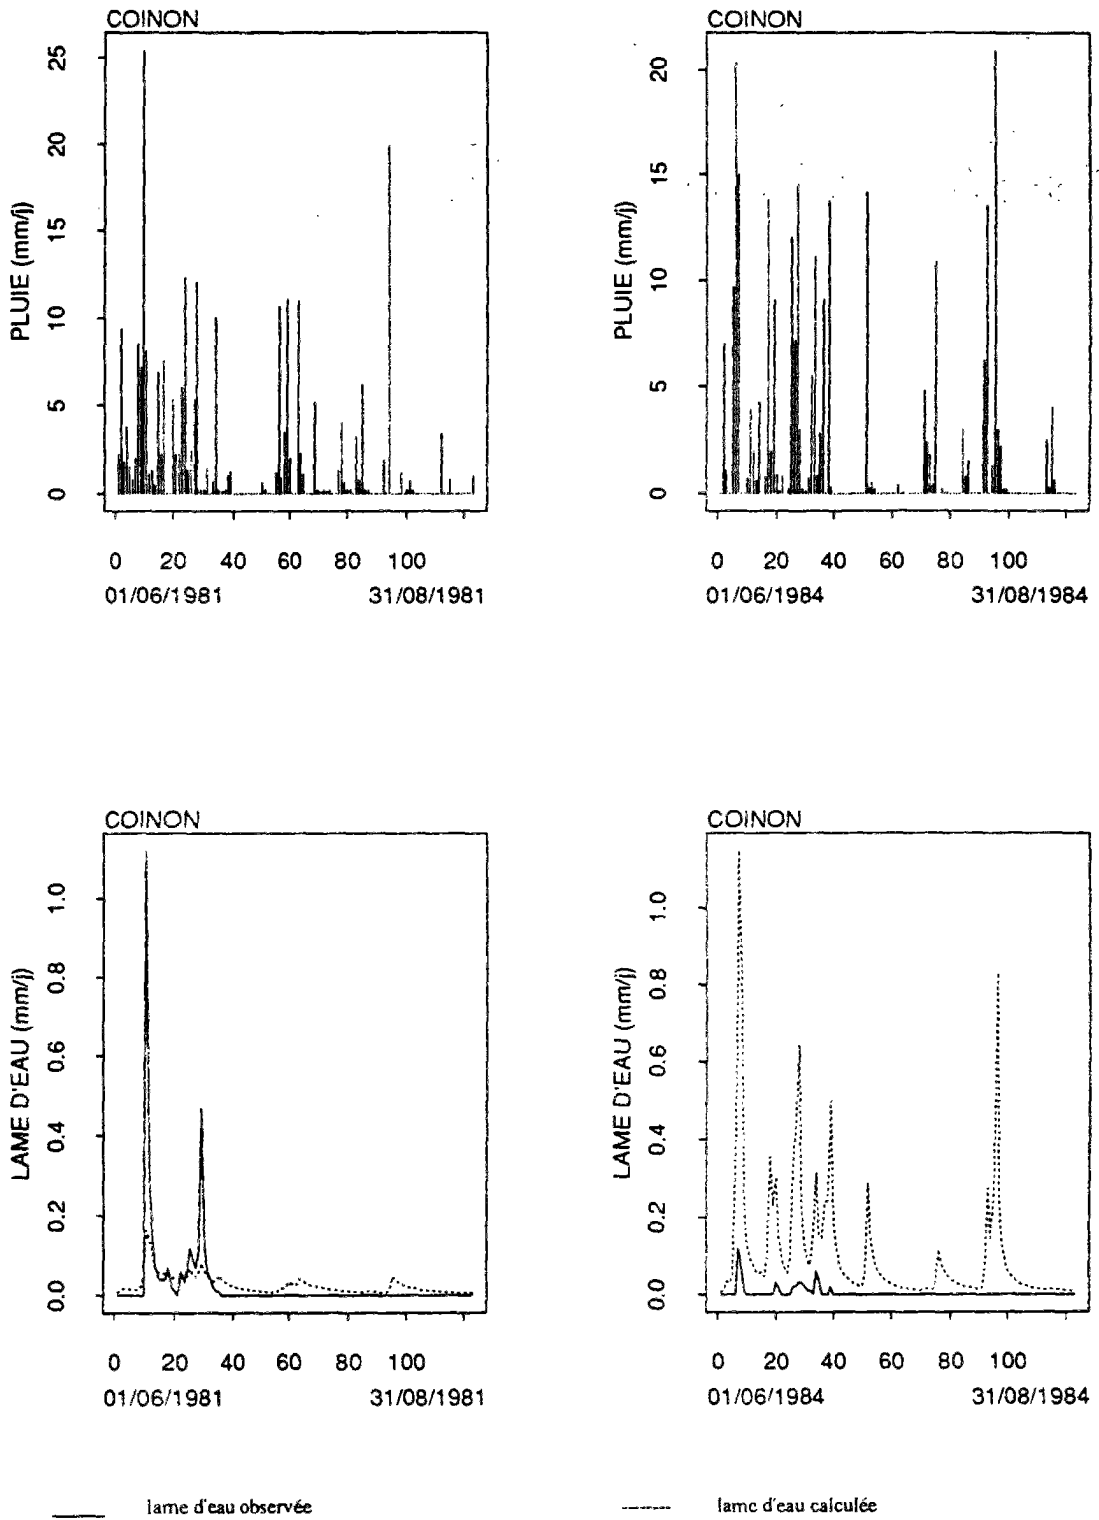 COINON
PLUIE (mm/j)
25
20
15
10
5
0
0 20 40 60 80 100
01/06/1981 31/08/1981
COINON
PLUIE (mm/j)
20
15
10
5
0
0 20 40 60 80 100
01/06/1984 31/08/1984
COINON
LAME D'EAU (mm/j)
1.0
0.8
0.6
0.4
0.2
0.0
0 20 40 60 80 100
01/06/1981 31/08/1981
COINON
LAME D'EAU (mm/j)
1.0
0.8
0.6
0.4
0.2
0.0
0 20 40 60 80 100
01/06/1984 31/08/1984
lame d'eau observée
lame d'eau calculée